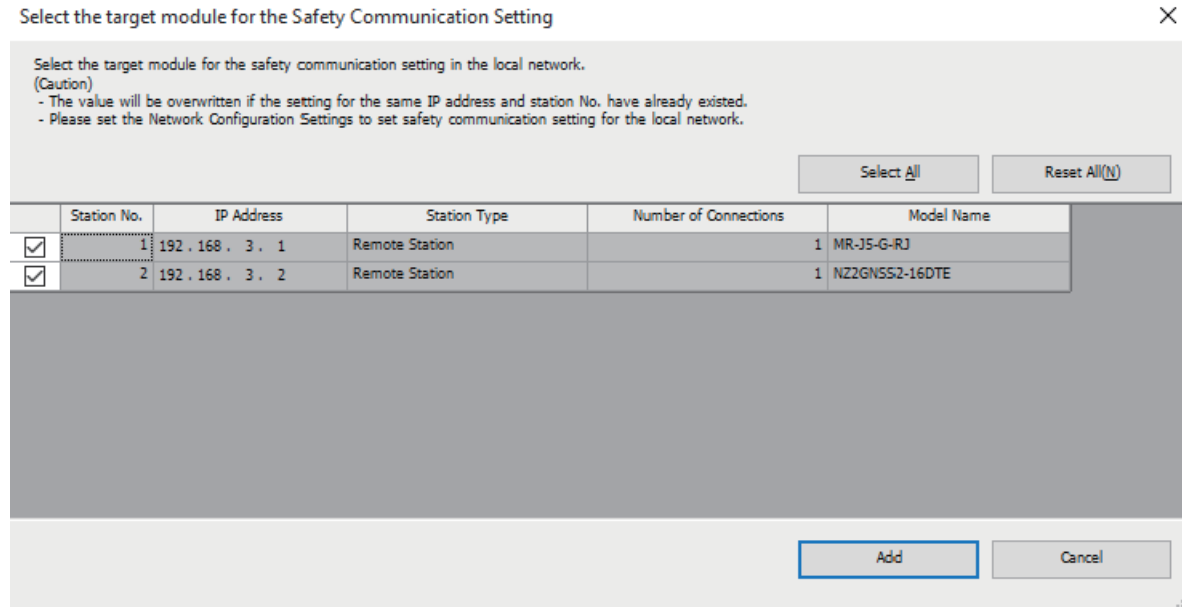 Select the target module for the Safety Communication Setting
Select the target module for the safety communication setting in the local network.
(Caution)
- The value will be overwritten if the setting for the same IP address and station No. have already existed.
- Please set the Network Configuration Settings to set safety communication setting for the local network.
Select All Reset All(N)
Station No. IP Address Station Type Number of Connections Model Name
1 192 . 168 . 3 . 1 Remote Station 1 MR-J5-G-RJ
2 192 . 168 . 3 . 2 Remote Station 1 NZ2GNSS2-16DTE
Add Cancel